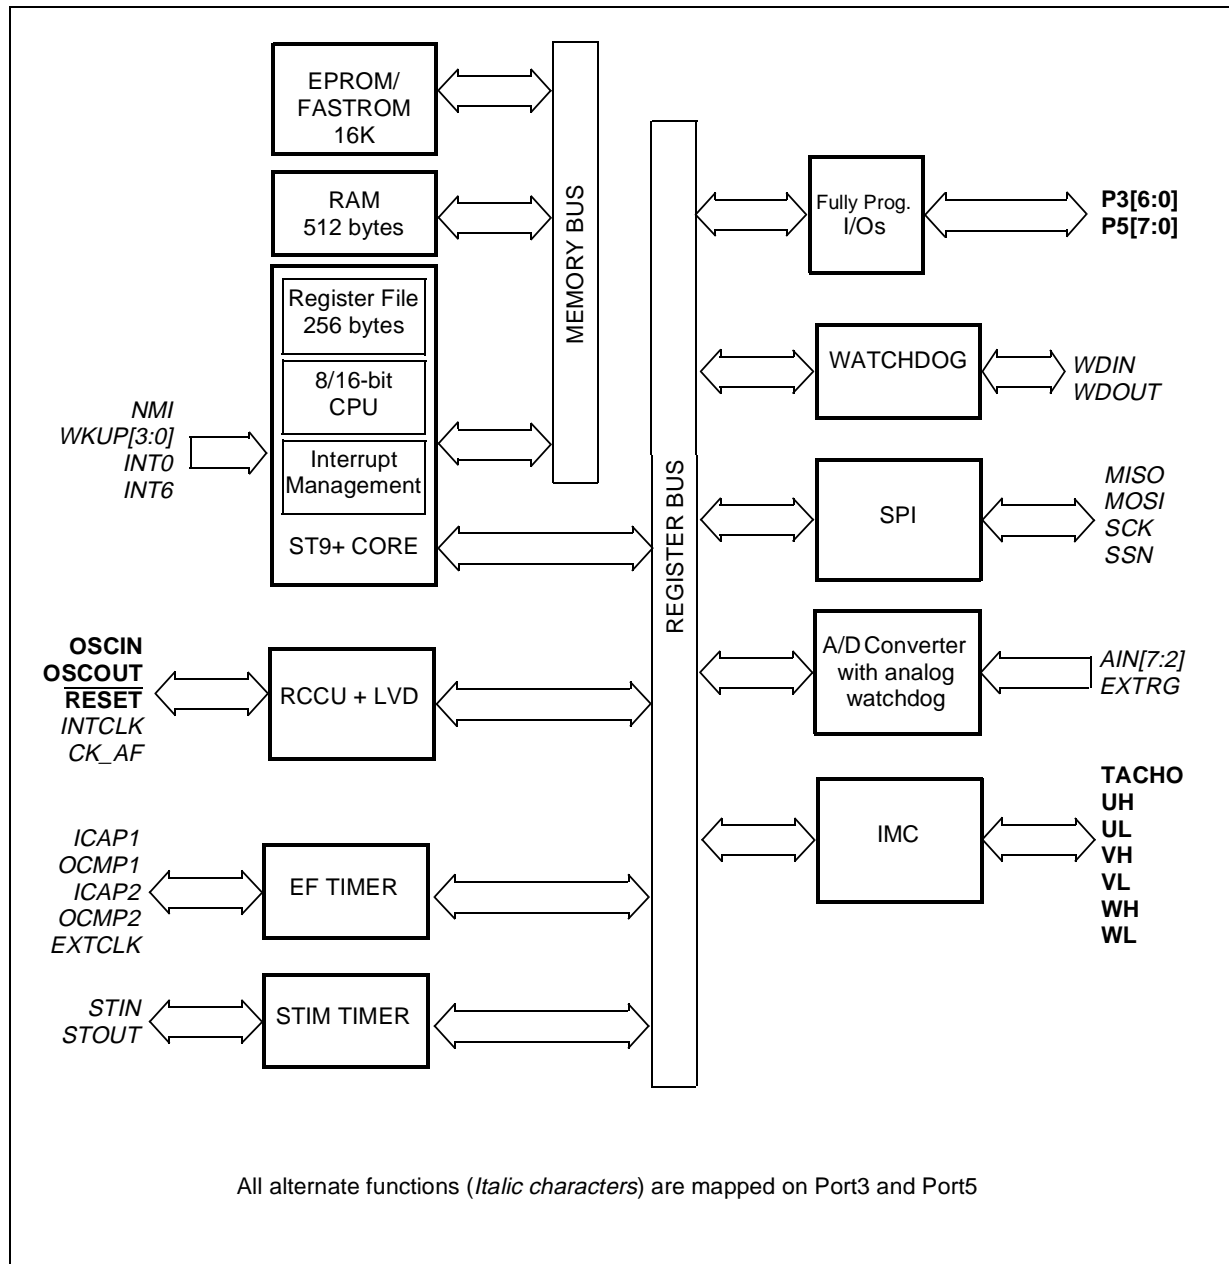 EPROM/
FASTROM
16K
RAM
512 bytes
Register File
256 bytes
8/16-bit
CPU
Interrupt
Management
ST9+ CORE
NMI
WKUP[3:0]
INT0
INT6
MEMORY BUS
REGISTER BUS
Fully Prog.
I/Os
P3[6:0]
P5[7:0]
WATCHDOG
WDIN
WDOUT
SPI
MISO
MOSI
SCK
SSN
A/D Converter
with analog
watchdog
AIN[7:2]
EXTRG
IMC
TACHO
UH
UL
VH
VL
WH
WL
OSCIN
OSCOUT
RESET
INTCLK
CK_AF
RCCU + LVD
ICAP1
OCMP1
ICAP2
OCMP2
EXTCLK
EF TIMER
STIN
STOUT
STIM TIMER
All alternate functions (Italic characters) are mapped on Port3 and Port5